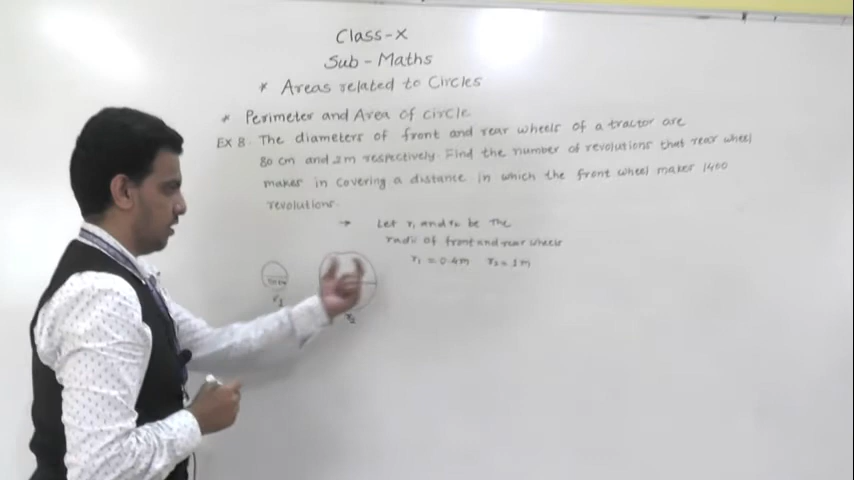 Class-X
Sub-Maths
* Areas related to Circles
* Perimeter and Area of circle
Ex 8. The diameters of front and rear wheels of a tractor are
80 cm and 2m respectively. Find the number of revolutions that rear wheel
makes in covering a distance in which the front wheel makes 1400
revolutions.
→ Let r₁ and r₂ be the
radii of front and rear wheels
r₁ = 0.4m r₂ = 1m
r₁
r₂